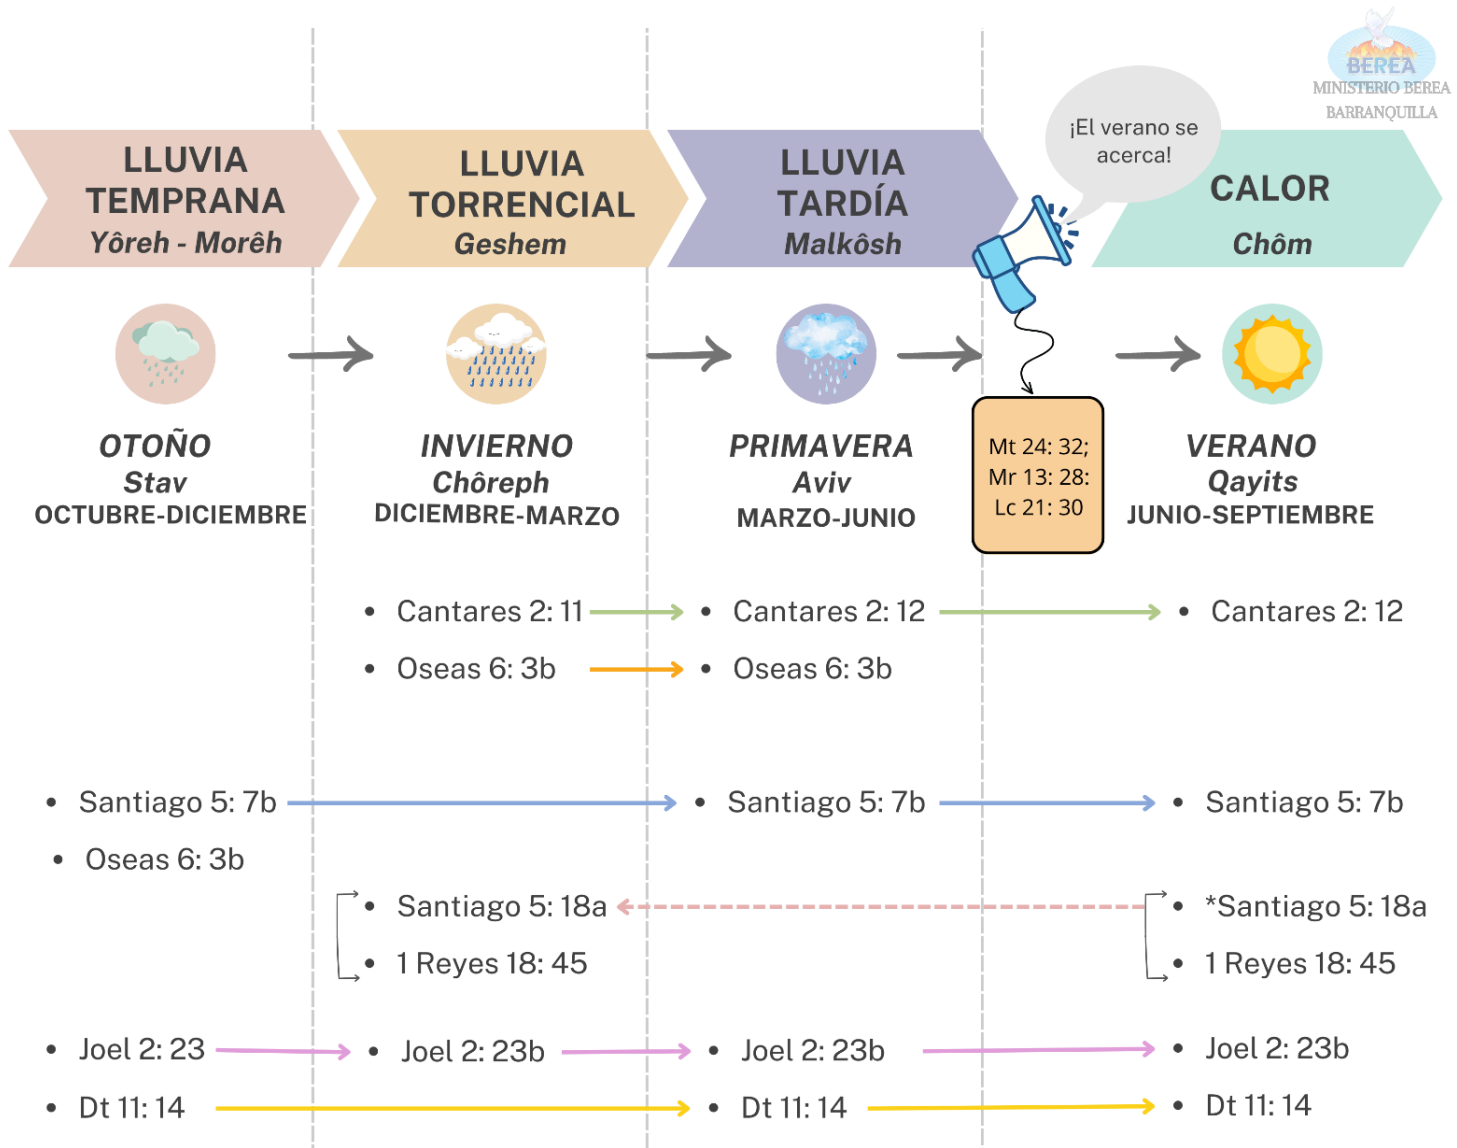 BEREA
MINISTERIO BEREA
BARRANQUILLA
¡El verano se
acerca!
LLUVIA
TEMPRANA
Yôreh - Morêh
LLUVIA
TORRENCIAL
Geshem
LLUVIA
TARDÍA
Malkôsh
CALOR
Chôm
OTOÑO
Stav
OCTUBRE-DICIEMBRE
INVIERNO
Chôreph
DICIEMBRE-MARZO
PRIMAVERA
Aviv
MARZO-JUNIO
Mt 24: 32;
Mr 13: 28:
Lc 21: 30
VERANO
Qayits
JUNIO-SEPTIEMBRE
• Cantares 2: 11 • Cantares 2: 12 • Cantares 2: 12
• Oseas 6: 3b • Oseas 6: 3b
• Santiago 5: 7b • Santiago 5: 7b • Santiago 5: 7b
• Oseas 6: 3b
• Santiago 5: 18a • *Santiago 5: 18a
• 1 Reyes 18: 45 • 1 Reyes 18: 45
• Joel 2: 23 • Joel 2: 23b • Joel 2: 23b • Joel 2: 23b
• Dt 11: 14 • Dt 11: 14 • Dt 11: 14